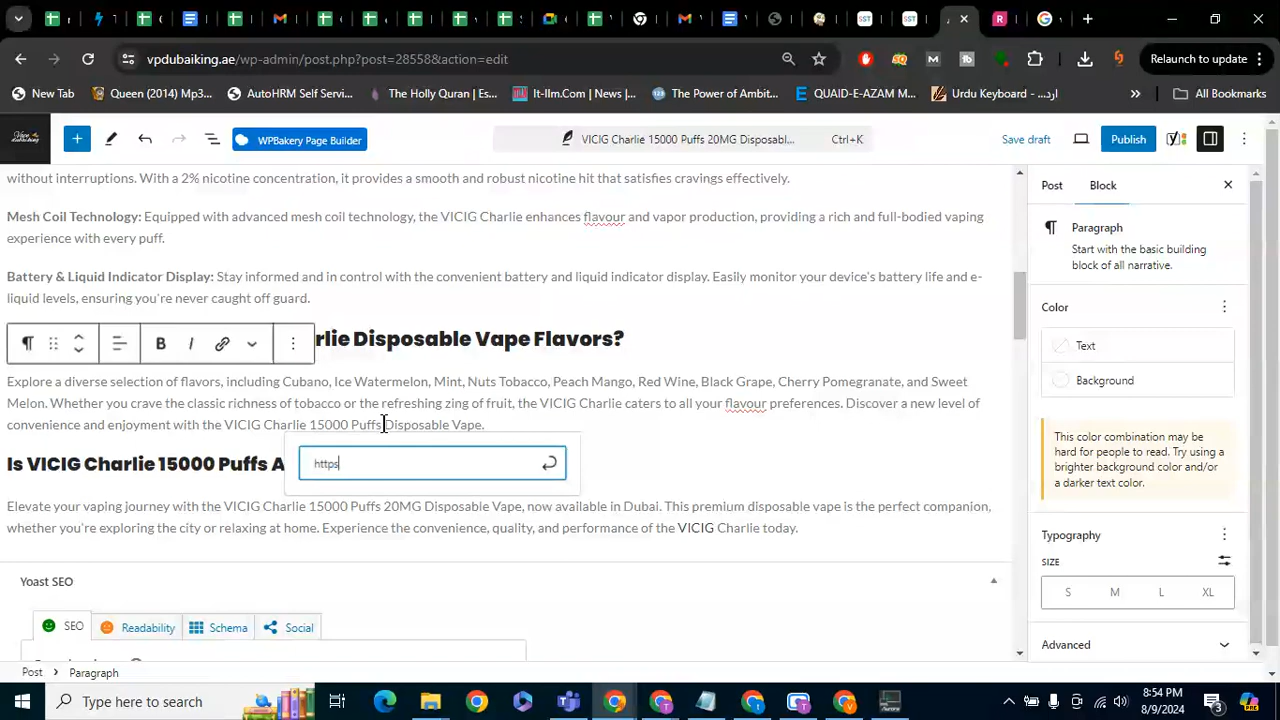 vpdubaiking.ae/wp-admin/post.php?post=28558&action=edit
Relaunch to update
New Tab
Queen (2014) Mp3...
AutoHRM Self Servi...
The Holly Quran | Es...
It-Ilm.Com | News |...
The Power of Ambit...
QUAID-E-AZAM M...
Urdu Keyboard - ...ارد
»
All Bookmarks
WPBakery Page Builder
VICIG Charlie 15000 Puffs 20MG Disposabl...
Ctrl+K
Save draft
Publish
without interruptions. With a 2% nicotine concentration, it provides a smooth and robust nicotine hit that satisfies cravings effectively.
Mesh Coil Technology: Equipped with advanced mesh coil technology, the VICIG Charlie enhances flavour and vapor production, providing a rich and full-bodied vaping
experience with every puff.
Battery & Liquid Indicator Display: Stay informed and in control with the convenient battery and liquid indicator display. Easily monitor your device's battery life and e-
liquid levels, ensuring you're never caught off guard.
rlie Disposable Vape Flavors?
B I
Explore a diverse selection of flavors, including Cubano, Ice Watermelon, Mint, Nuts Tobacco, Peach Mango, Red Wine, Black Grape, Cherry Pomegranate, and Sweet
Melon. Whether you crave the classic richness of tobacco or the refreshing zing of fruit, the VICIG Charlie caters to all your flavour preferences. Discover a new level of
convenience and enjoyment with the VICIG Charlie 15000 Puffs Disposable Vape.
https
Is VICIG Charlie 15000 Puffs A
Elevate your vaping journey with the VICIG Charlie 15000 Puffs 20MG Disposable Vape, now available in Dubai. This premium disposable vape is the perfect companion,
whether you're exploring the city or relaxing at home. Experience the convenience, quality, and performance of the VICIG Charlie today.
Yoast SEO
SEO
Readability
Schema
Social
Post
Paragraph
Post
Block
Paragraph
Start with the basic building
block of all narrative.
Color
Text
Background
This color combination may
be hard for people to read. Try using a
brighter background color and/or
a darker text color.
Typography
SIZE
S
M
L
XL
Advanced
Type here to search
8:54 PM
8/9/2024
3